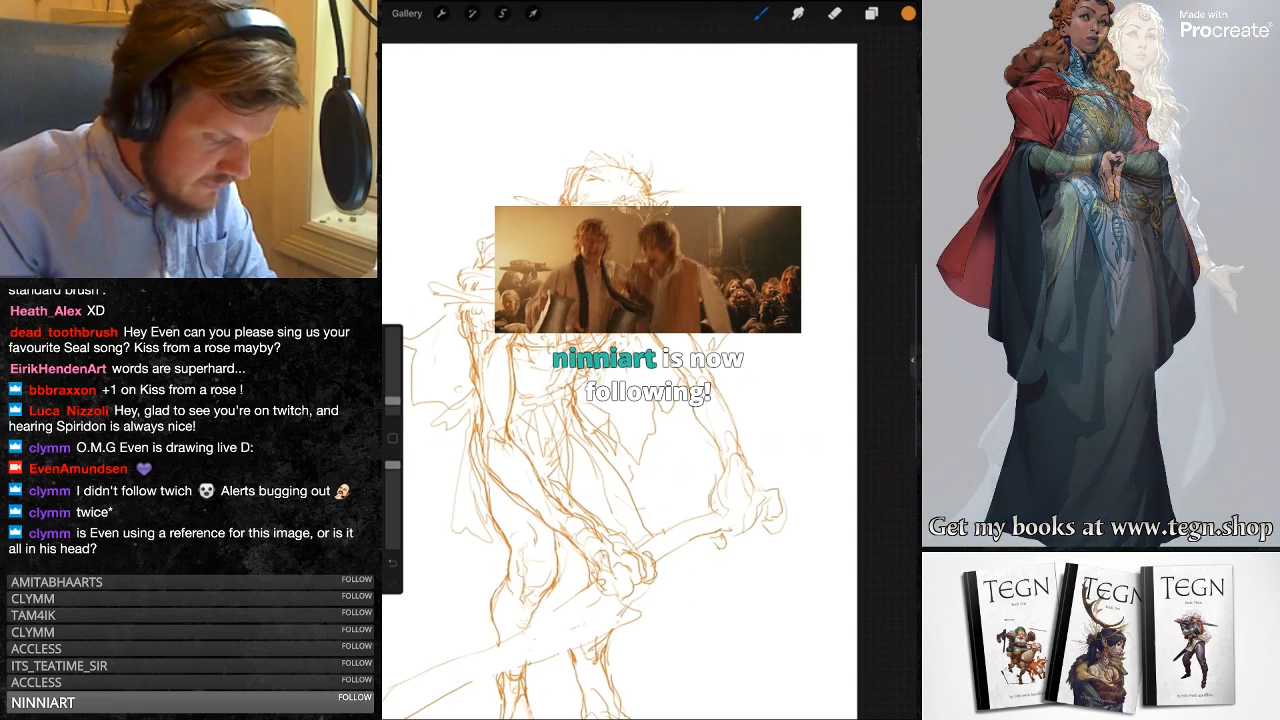 Gallery
Made with
Procreate
standard brush .
Heath_Alex XD
dead_toothbrush Hey Even can you please sing us your
favourite Seal song? Kiss from a rose mayby?
EirikHendenArt words are superhard...
bbbraxxon +1 on Kiss from a rose !
Luca_Nizzoli Hey, glad to see you're on twitch, and
hearing Spiridon is always nice!
clymm O.M.G Even is drawing live D:
EvenAmundsen
clymm I didn't follow twich Alerts bugging out
clymm twice*
clymm is Even using a reference for this image, or is it
all in his head?
ninniart is now
following!
AMITABHAARTS FOLLOW
CLYMM FOLLOW
TAM4IK FOLLOW
CLYMM FOLLOW
ACCLESS FOLLOW
ITS_TEATIME_SIR FOLLOW
ACCLESS FOLLOW
NINNIART FOLLOW
Get my books at www.tegn.shop
TEGN
TEGN
TEGN